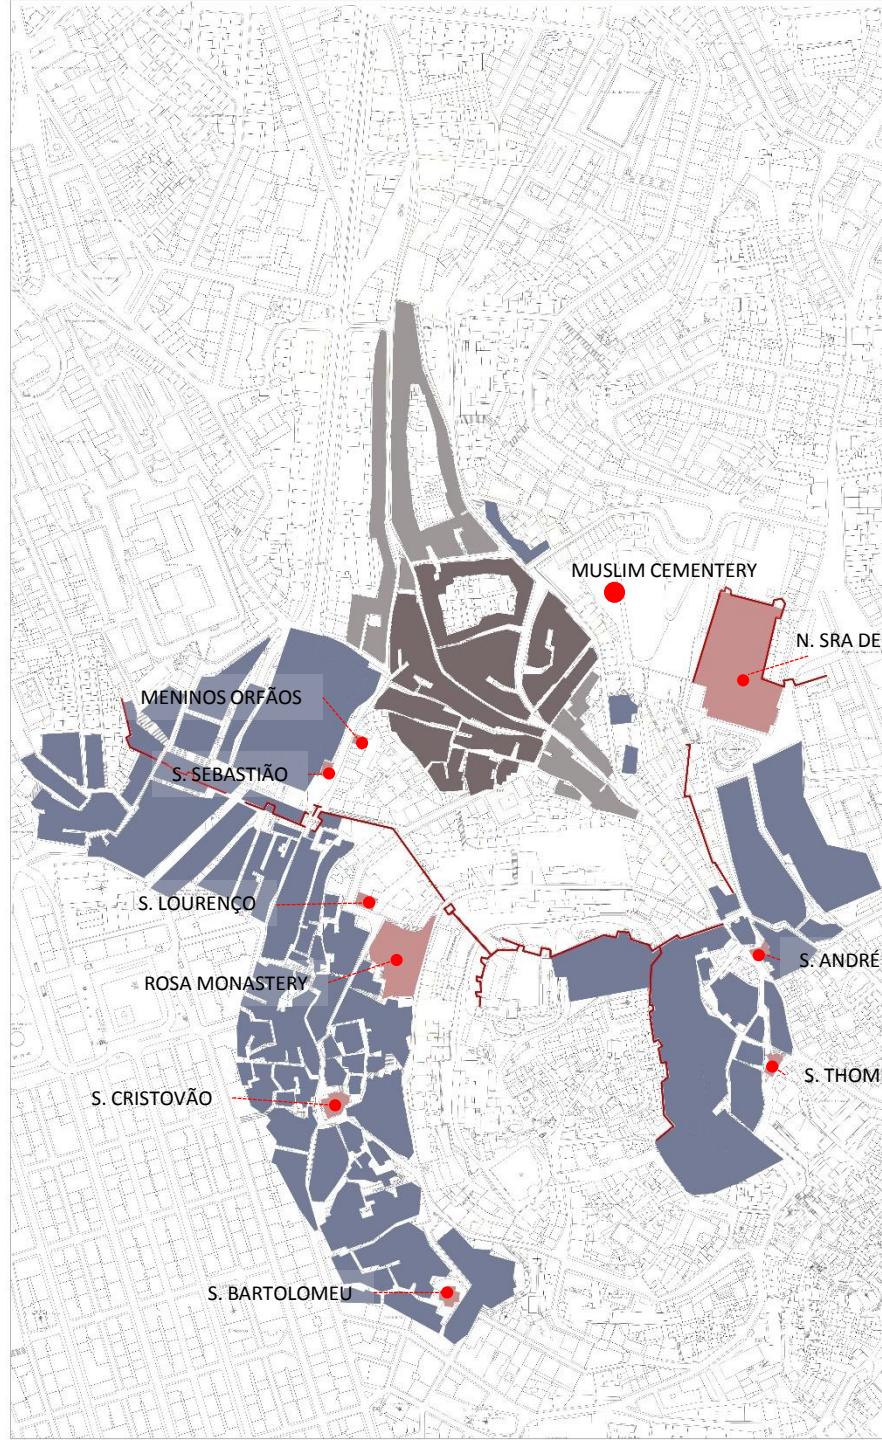 MUSLIM CEMENTERY
N. SRA DE
MENINOS ORFÃOS
S. SEBASTIÃO
S. LOURENÇO
S. ANDRÉ
ROSA MONASTERY
S. THOM
S. CRISTOVÃO
S. BARTOLOMEU